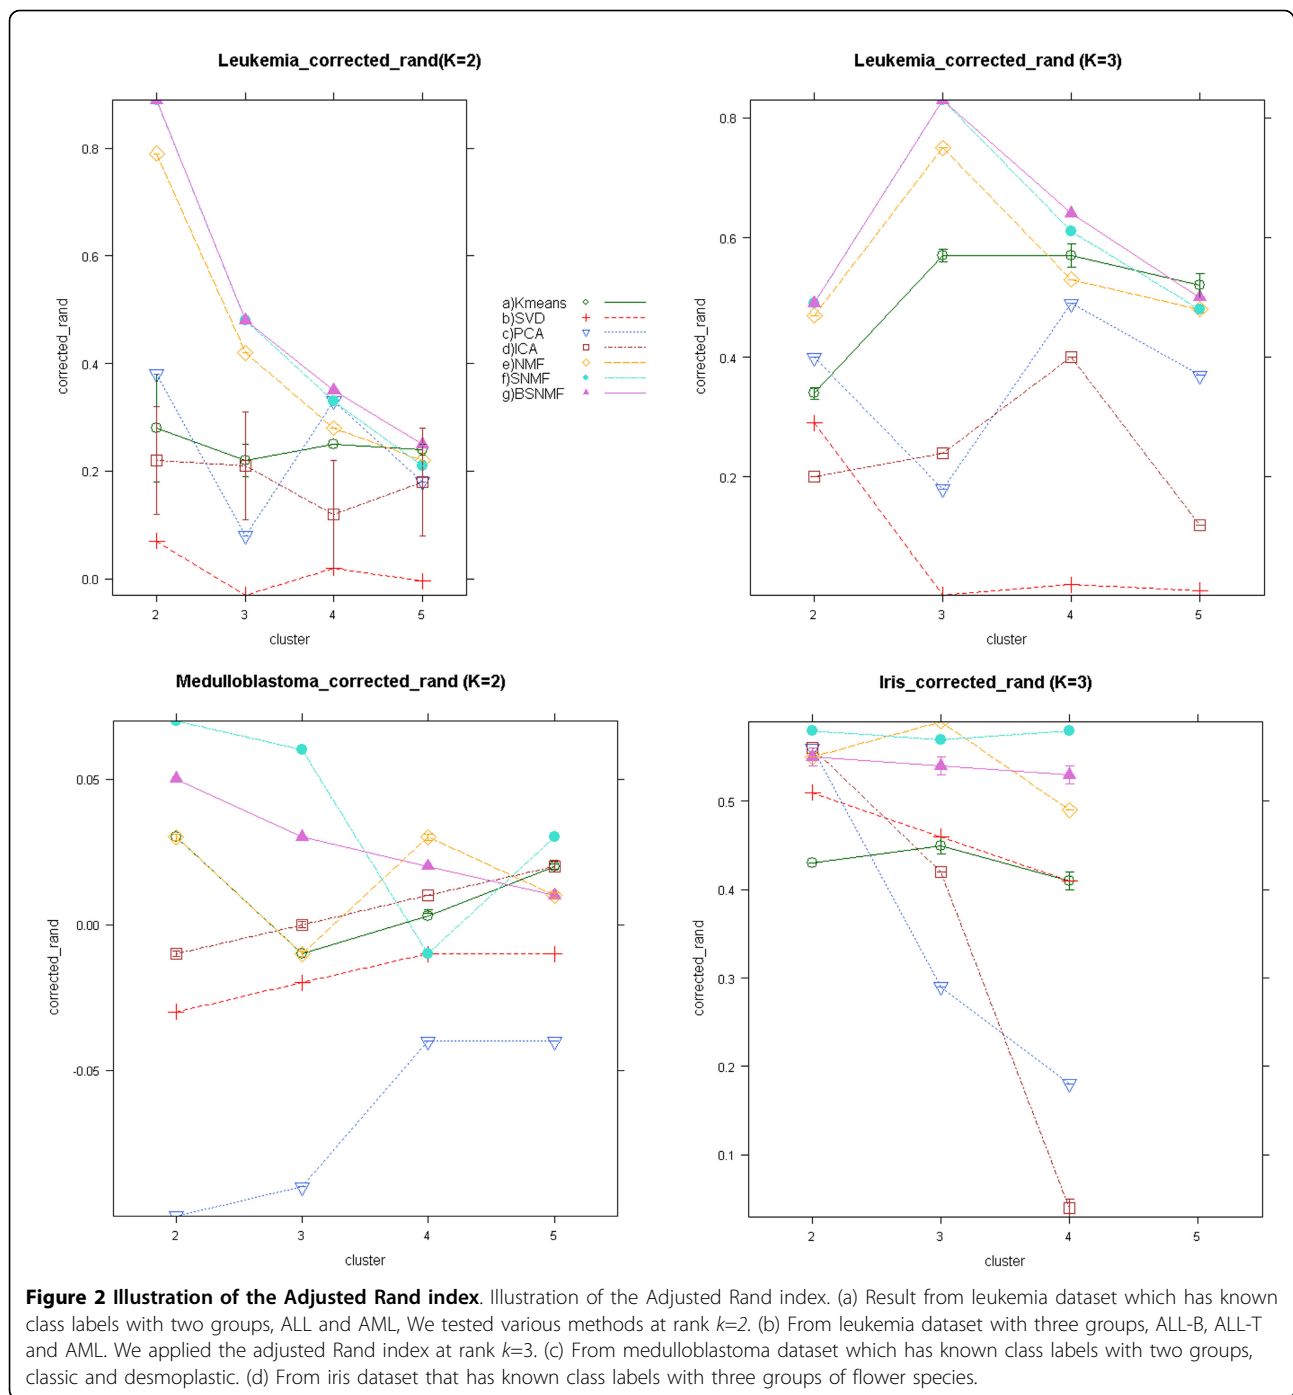 Leukemia_corrected_rand(K=2)
corrected_rand
0.8
0.6
0.4
0.2
0.0
2 3 4 5
cluster
a)Kmeans
b)SVD
c)PCA
d)ICA
e)NMF
f)SNMF
g)BSNMF
Leukemia_corrected_rand (K=3)
corrected_rand
0.8
0.6
0.4
0.2
2 3 4 5
cluster
Medulloblastoma_corrected_rand (K=2)
corrected_rand
0.05
0.00
-0.05
2 3 4 5
cluster
Iris_corrected_rand (K=3)
corrected_rand
0.5
0.4
0.3
0.2
0.1
2 3 4 5
cluster
Figure 2 Illustration of the Adjusted Rand index. Illustration of the Adjusted Rand index. (a) Result from leukemia dataset which has known
class labels with two groups, ALL and AML, We tested various methods at rank k=2. (b) From leukemia dataset with three groups, ALL-B, ALL-T
and AML. We applied the adjusted Rand index at rank k=3. (c) From medulloblastoma dataset which has known class labels with two groups,
classic and desmoplastic. (d) From iris dataset that has known class labels with three groups of flower species.